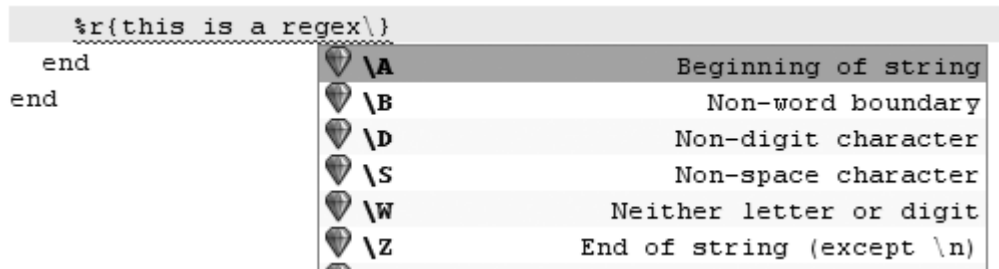 %r{this is a regex\}
end
end
\A Beginning of string
\B Non-word boundary
\D Non-digit character
\S Non-space character
\W Neither letter or digit
\Z End of string (except \n)